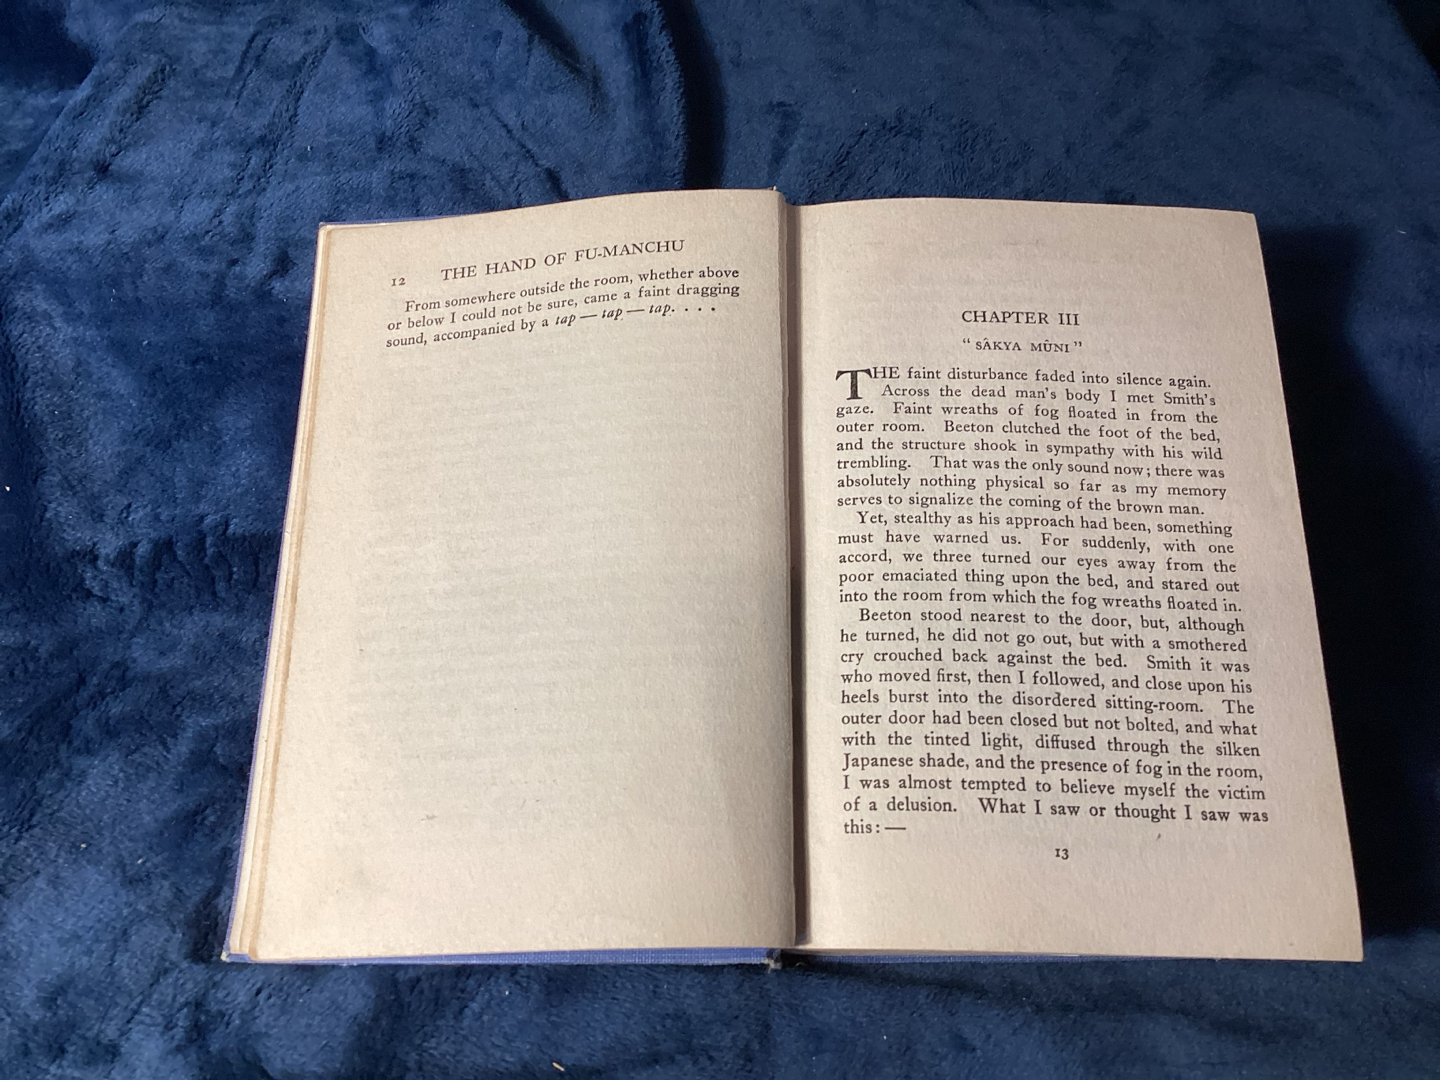 12 THE HAND OF FU-MANCHU
From somewhere outside the room, whether above
or below I could not be sure, came a faint dragging
sound, accompanied by a tap — tap — tap. . . .
CHAPTER III
“ SÂKYA MÛNI ”
THE faint disturbance faded into silence again.
Across the dead man's body I met Smith's
gaze. Faint wreaths of fog floated in from the
outer room. Beeton clutched the foot of the bed,
and the structure shook in sympathy with his wild
trembling. That was the only sound now; there was
absolutely nothing physical so far as my memory
serves to signalize the coming of the brown man.
Yet, stealthy as his approach had been, something
must have warned us. For suddenly, with one
accord, we three turned our eyes away from the
poor emaciated thing upon the bed, and stared out
into the room from which the fog wreaths floated in.
Beeton stood nearest to the door, but, although
he turned, he did not go out, but with a smothered
cry crouched back against the bed. Smith it was
who moved first, then I followed, and close upon his
heels burst into the disordered sitting-room. The
outer door had been closed but not bolted, and what
with the tinted light, diffused through the silken
Japanese shade, and the presence of fog in the room,
I was almost tempted to believe myself the victim
of a delusion. What I saw or thought I saw was
this: —
13